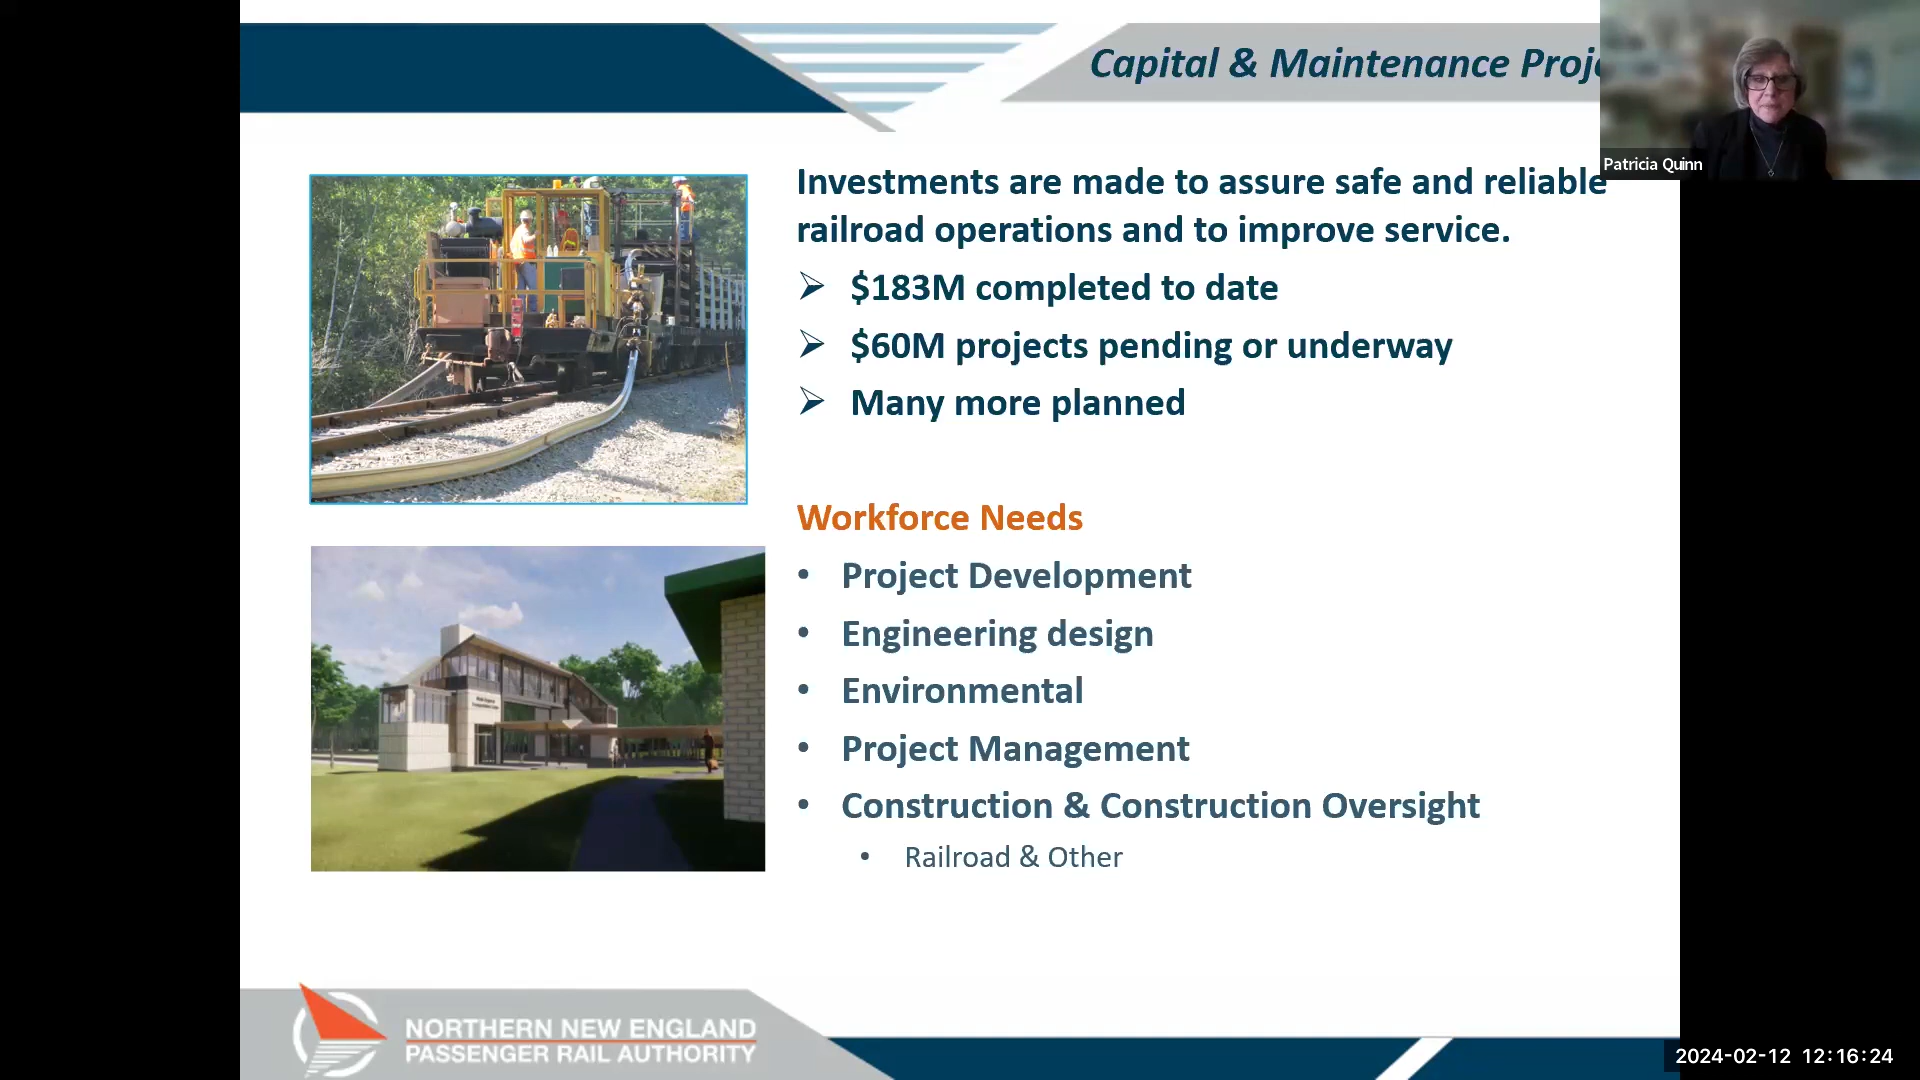 Capital & Maintenance Proje
Patricia Quinn
Investments are made to assure safe and reliable
railroad operations and to improve service.
➢ $183M completed to date
➢ $60M projects pending or underway
➢ Many more planned
Workforce Needs
• Project Development
• Engineering design
• Environmental
• Project Management
• Construction & Construction Oversight
• Railroad & Other
NORTHERN NEW ENGLAND
PASSENGER RAIL AUTHORITY
2024-02-12 12:16:24